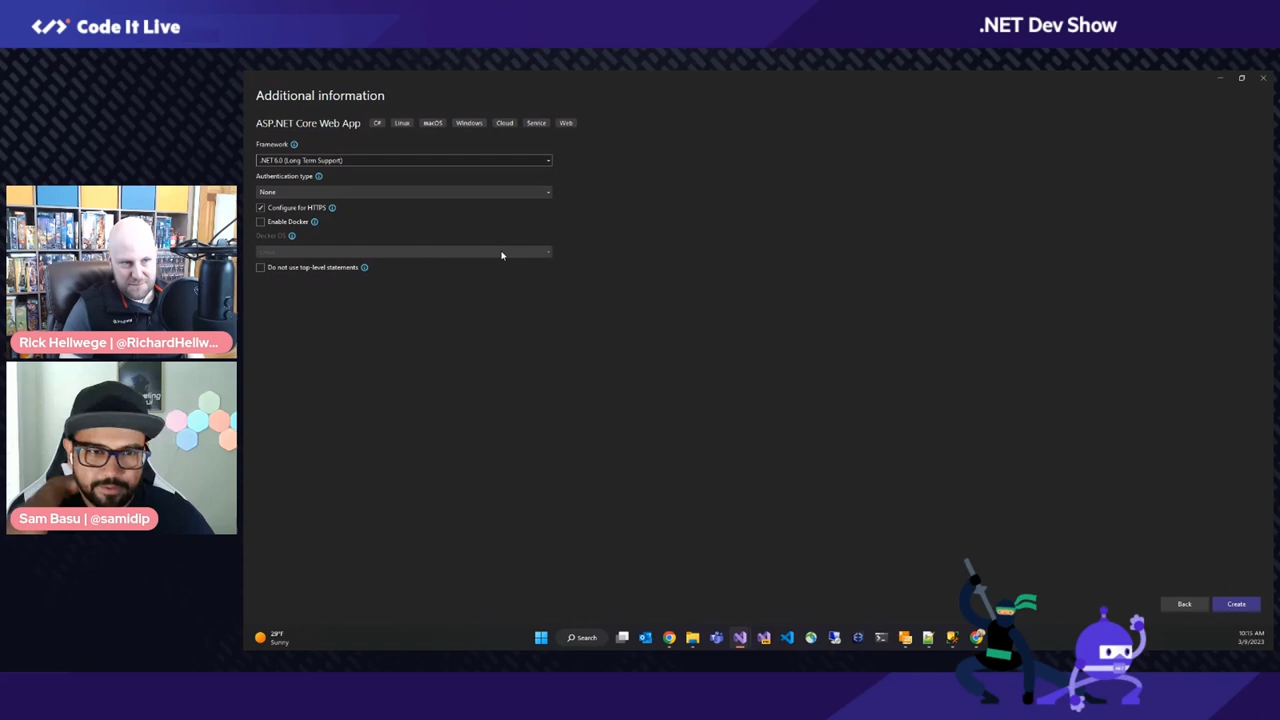 </> Code It Live
.NET Dev Show
Additional information
ASP.NET Core Web App
C#
Linux
macOS
Windows
Cloud
Service
Web
Framework
.NET 6.0 (Long Term Support)
Authentication type
None
Configure for HTTPS
Enable Docker
Docker OS
Linux
Do not use top-level statements
Rick Hellwege | @RichardHellw...
Sam Basu | @samidip
Back
Create
29°F
Sunny
Search
10:15 AM
3/9/2023